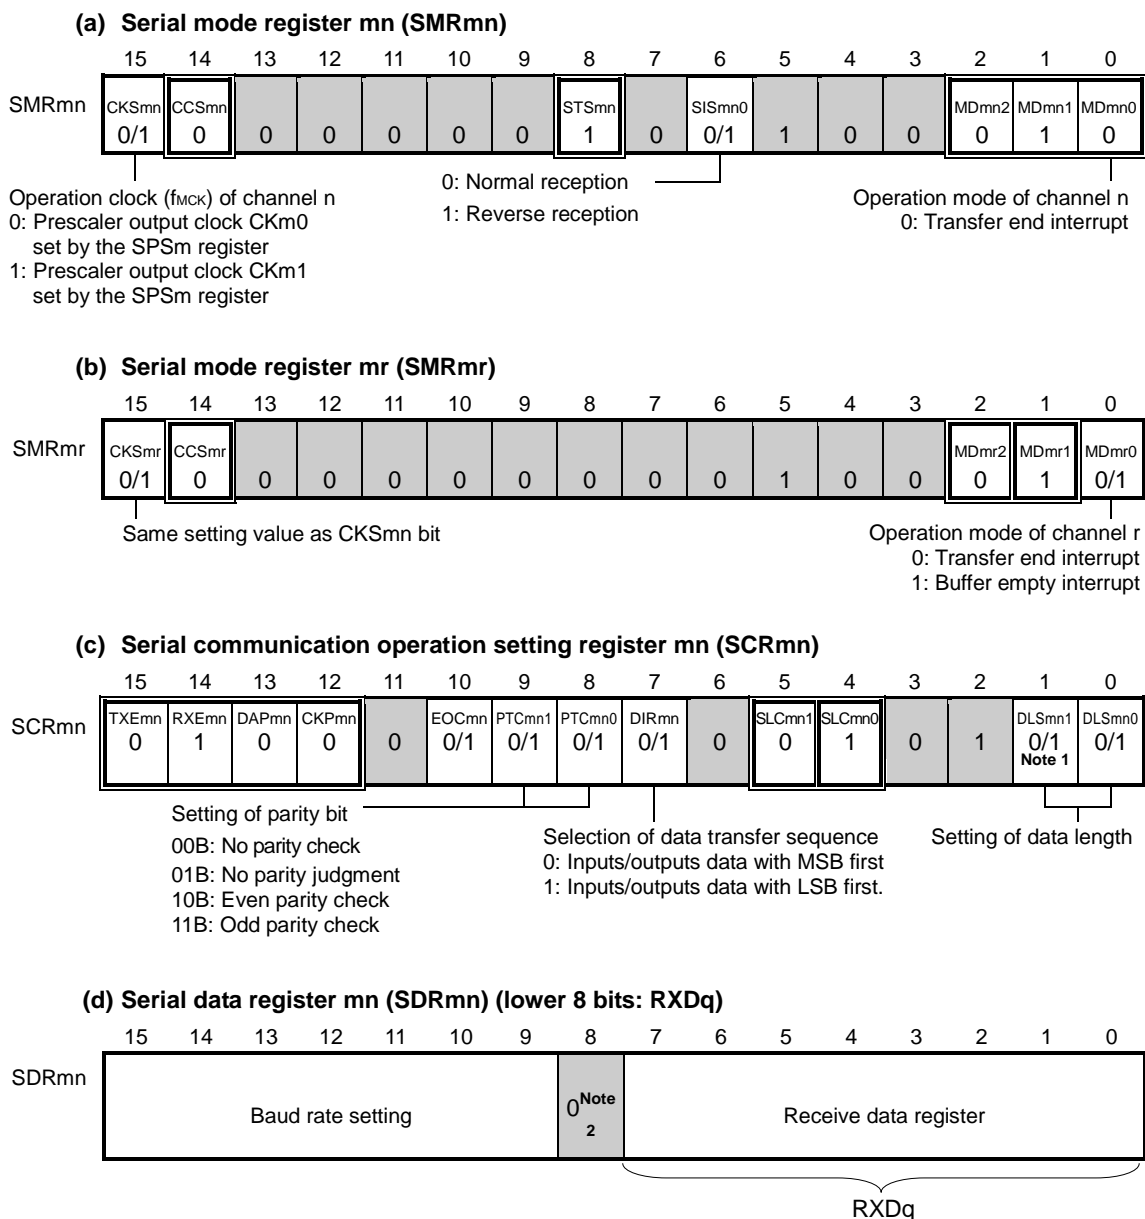 (a) Serial mode register mn (SMRmn)
15 14 13 12 11 10 9 8 7 6 5 4 3 2 1 0
SMRmn
CKSmn CCSmn STSmn SISmn0 MDmn2 MDmn1 MDmn0
0/1 0 0 0 0 0 0 1 0 0/1 1 0 0 0 1 0
Operation clock (fMCK) of channel n
0: Prescaler output clock CKm0
set by the SPSm register
1: Prescaler output clock CKm1
set by the SPSm register
0: Normal reception
1: Reverse reception
Operation mode of channel n
0: Transfer end interrupt
(b) Serial mode register mr (SMRmr)
15 14 13 12 11 10 9 8 7 6 5 4 3 2 1 0
SMRmr
CKSmr CCSmr MDmr2 MDmr1 MDmr0
0/1 0 0 0 0 0 0 0 0 0 1 0 0 0 1 0/1
Same setting value as CKSmn bit
Operation mode of channel r
0: Transfer end interrupt
1: Buffer empty interrupt
(c) Serial communication operation setting register mn (SCRmn)
15 14 13 12 11 10 9 8 7 6 5 4 3 2 1 0
SCRmn
TXEmn RXEmn DAPmn CKPmn EOCmn PTCmn1 PTCmn0 DIRmn SLCmn1 SLCmn0 DLSmn1 DLSmn0
0 1 0 0 0 0/1 0/1 0/1 0/1 0 0 1 0 1 0/1 0/1
Note 1
Setting of parity bit
00B: No parity check
01B: No parity judgment
10B: Even parity check
11B: Odd parity check
Selection of data transfer sequence
0: Inputs/outputs data with MSB first
1: Inputs/outputs data with LSB first.
Setting of data length
(d) Serial data register mn (SDRmn) (lower 8 bits: RXDq)
15 14 13 12 11 10 9 8 7 6 5 4 3 2 1 0
SDRmn
Baud rate setting
0 Note
2
Receive data register
RXDq